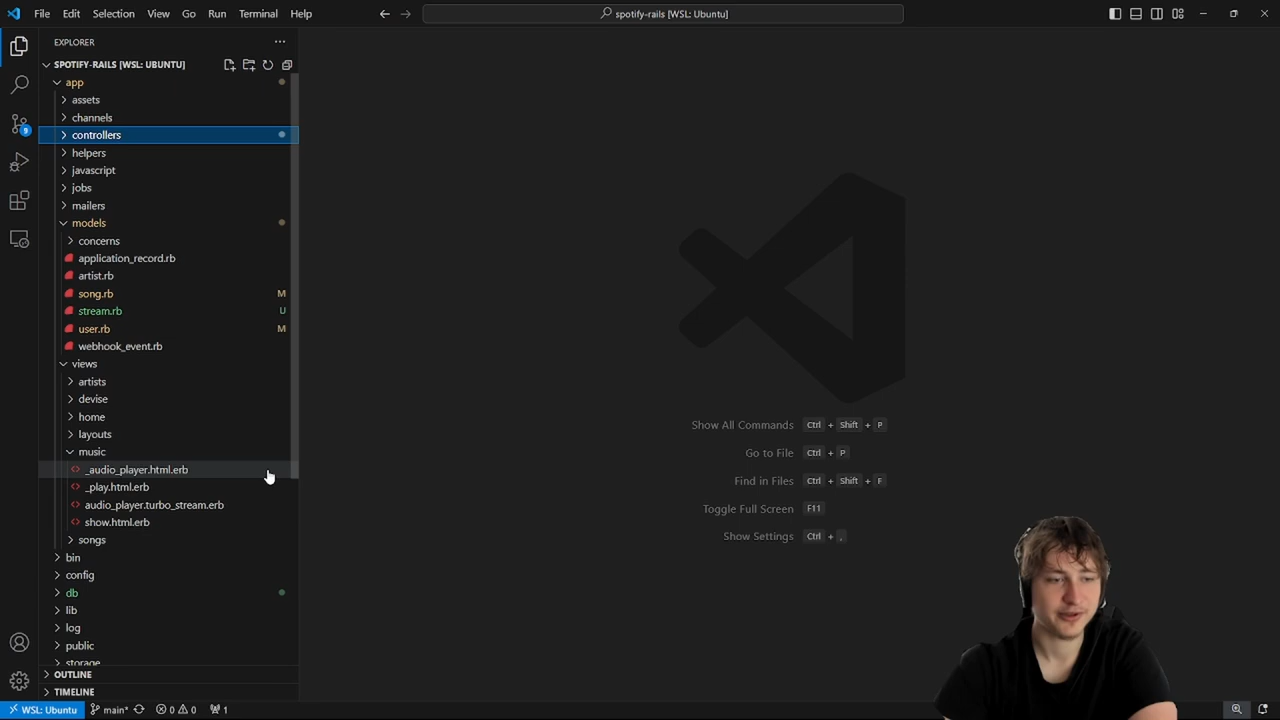 File Edit Selection View Go Run Terminal Help
spotify-rails [WSL: Ubuntu]
EXPLORER
SPOTIFY-RAILS [WSL: UBUNTU]
app
assets
channels
controllers
helpers
javascript
jobs
mailers
models
concerns
application_record.rb
artist.rb
song.rb M
stream.rb U
user.rb M
webhook_event.rb
views
artists
devise
home
layouts
music
_audio_player.html.erb
_play.html.erb
audio_player.turbo_stream.erb
show.html.erb
songs
bin
config
db
lib
log
public
storage
OUTLINE
TIMELINE
9
Show All Commands Ctrl + Shift + P
Go to File Ctrl + P
Find in Files Ctrl + Shift + F
Toggle Full Screen F11
Show Settings Ctrl + ,
WSL: Ubuntu main* 0 0 1